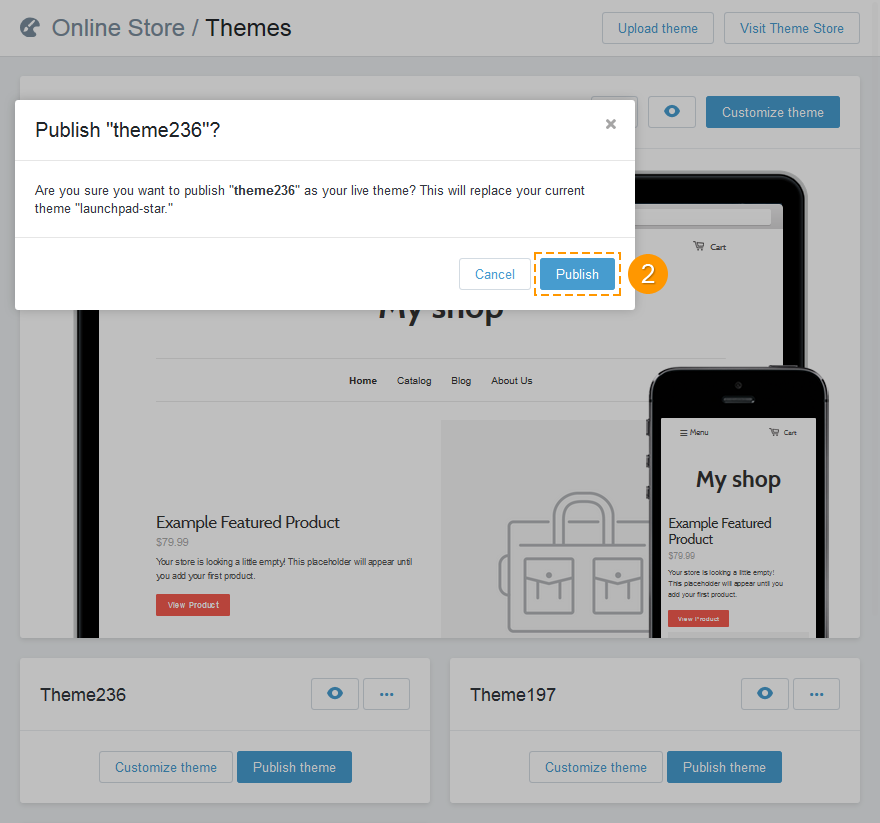 Online Store / Themes
Upload theme
Visit Theme Store
Customize theme
Publish "theme236"?
×
Are you sure you want to publish "theme236" as your live theme? This will replace your current
theme "launchpad-star."
Cancel
Publish
2
Cart
My shop
Home
Catalog
Blog
About Us
Example Featured Product
$79.99
Your store is looking a little empty! This placeholder will appear until
you add your first product.
View Product
Menu
Cart
My shop
Example Featured
Product
$79.99
Your store is looking a little empty!
This placeholder will appear until you
add your first product.
View Product
Theme236
...
Customize theme
Publish theme
Theme197
...
Customize theme
Publish theme